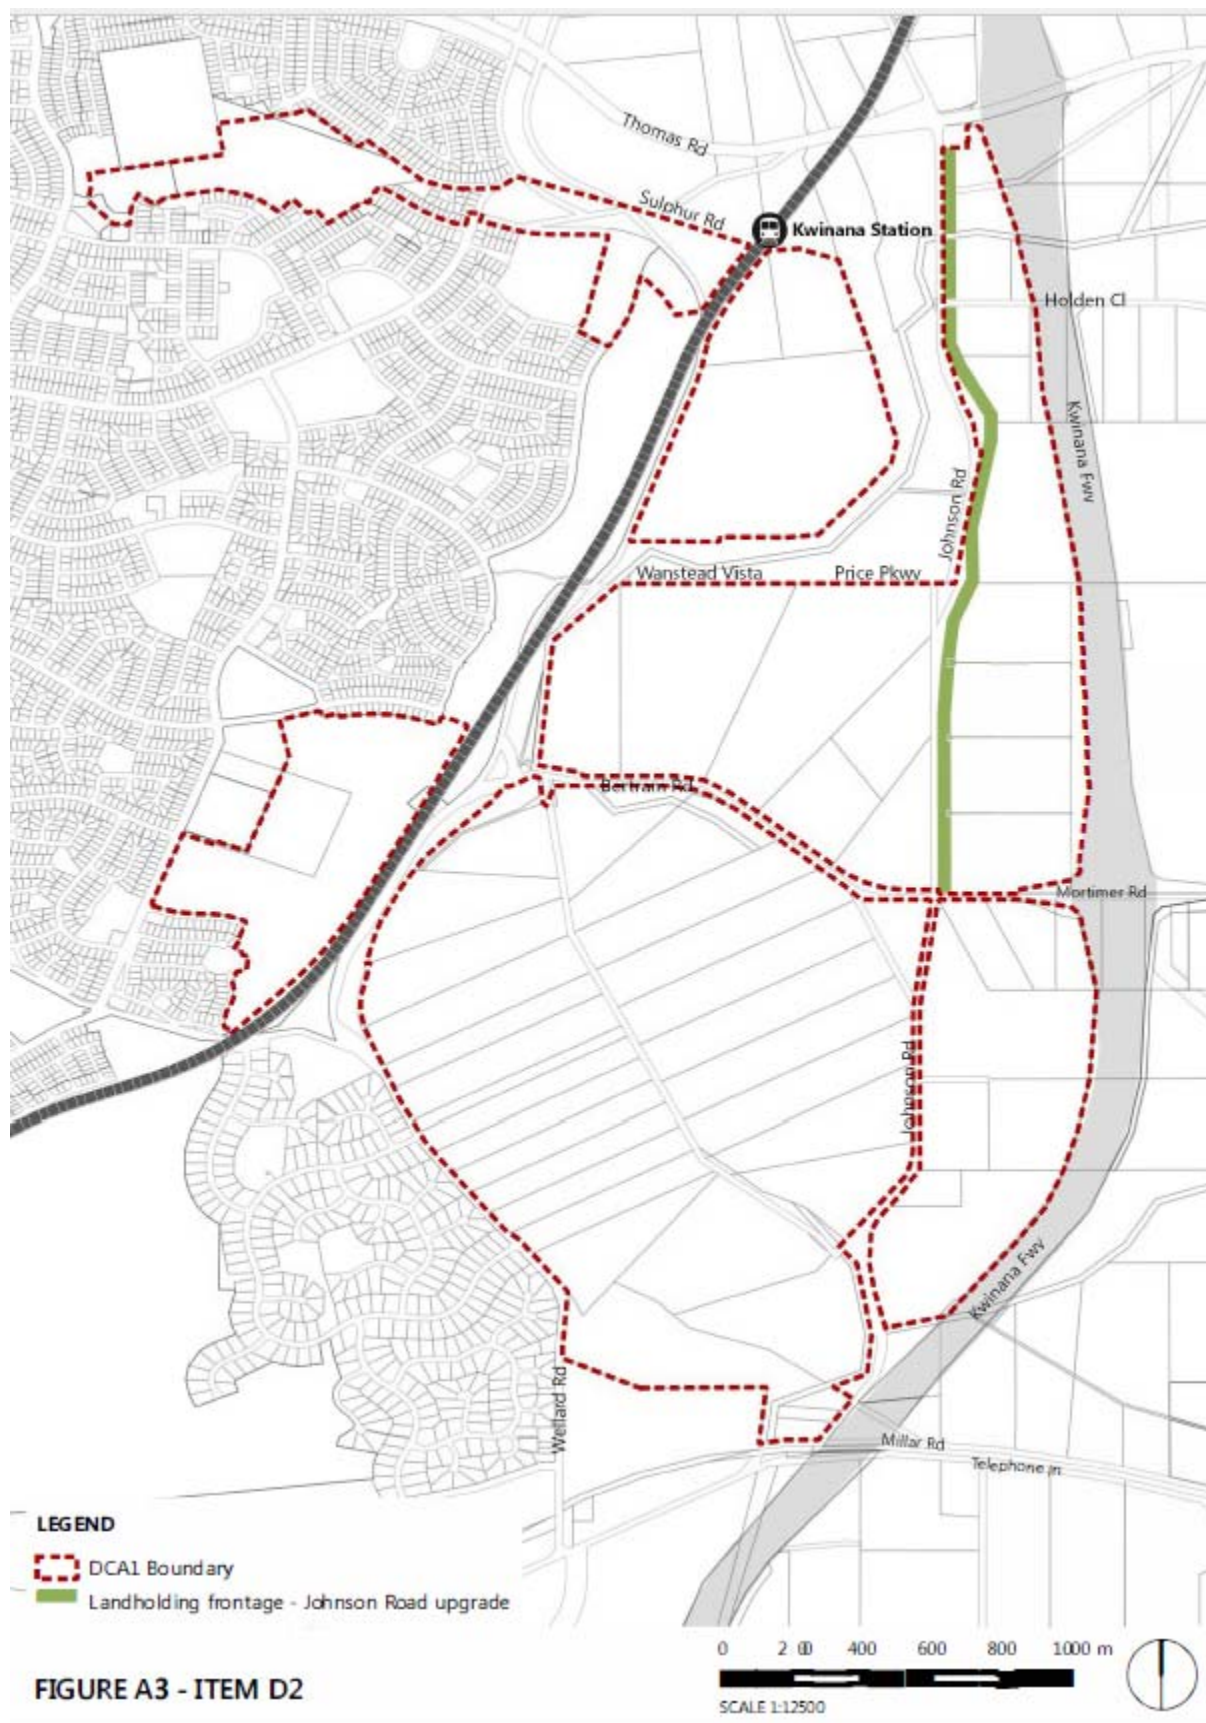 Thomas Rd
Sulphur Rd
Kwinana Station
Holden Cl
Kwinana Fwy
Johnson Rd
Wanstead Vista
Price Pkwy
Bertram Rd
Mortimer Rd
Johnson Rd
Kwinana Fwy
Wellard Rd
Millar Rd
Telephone ln
LEGEND
DCA1 Boundary
Landholding frontage - Johnson Road upgrade
0 200 400 600 800 1000 m
SCALE 1:12500
FIGURE A3 - ITEM D2